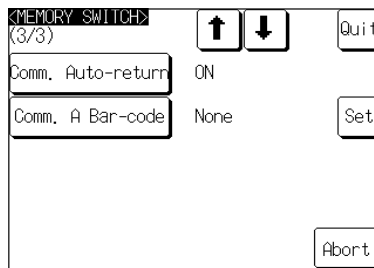 <MEMORY SWITCH>
(3/3)
Quit
Comm. Auto-return ON
Comm. A Bar-code None
Set
Abort